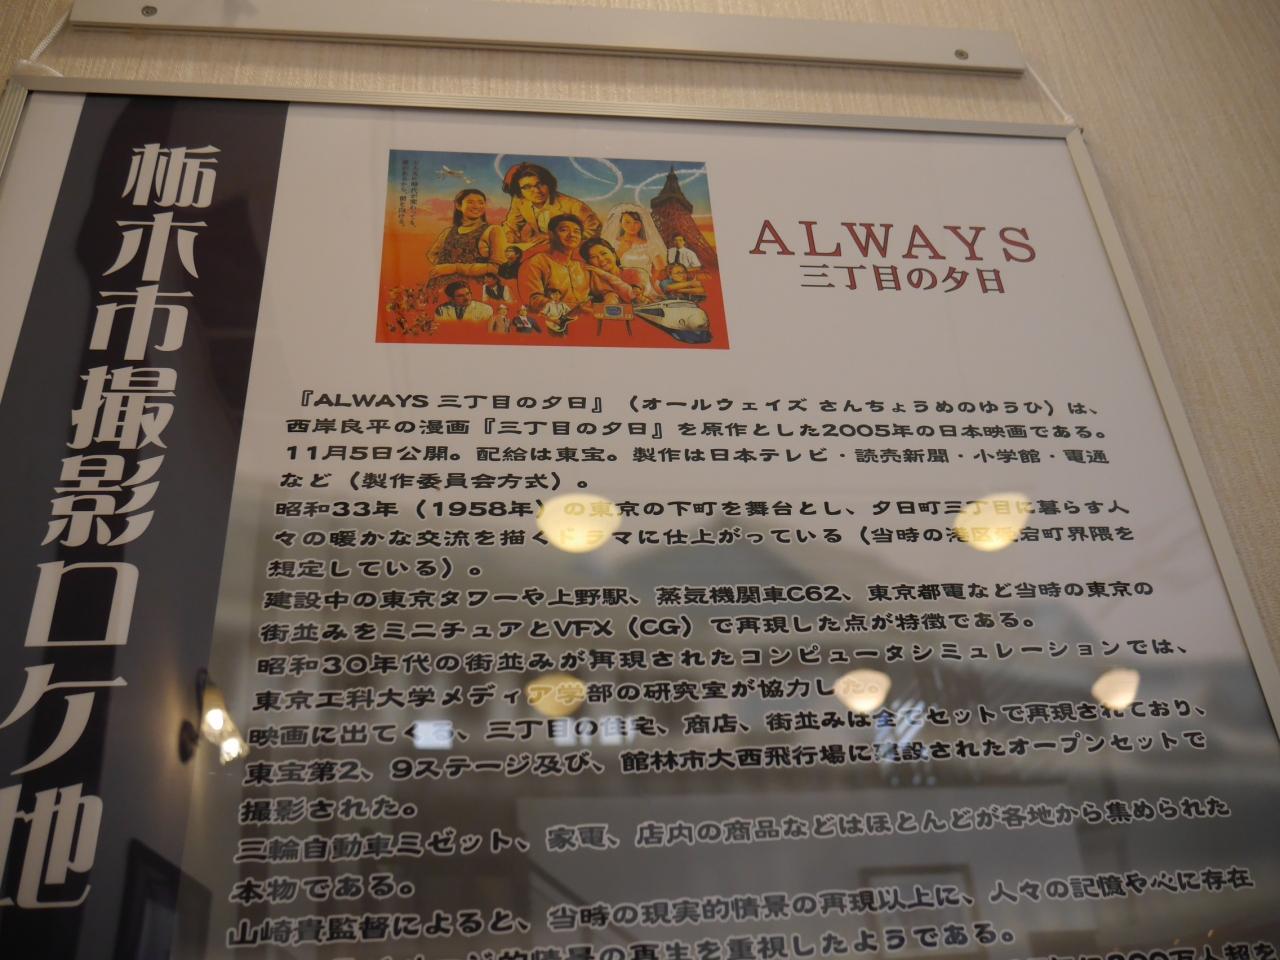 栃木市撮影ロケ地
ALWAYS
三丁目の夕日
『ALWAYS 三丁目の夕日』（オールウェイズ さんちょうめのゆうひ）は、
西岸良平の漫画『三丁目の夕日』を原作とした2005年の日本映画である。
11月5日公開。配給は東宝。製作は日本テレビ・読売新聞・小学館・電通
など（製作委員会方式）。
昭和33年（1958年）の東京の下町を舞台とし、夕日町三丁目に暮らす人
々の暖かな交流を描くドラマに仕上がっている（当時の港区愛宕町界隈を
想定している）。
建設中の東京タワーや上野駅、蒸気機関車C62、東京都電など当時の東京の
街並みをミニチュアとVFX（CG）で再現した点が特徴である。
昭和30年代の街並みが再現されたコンピュータシミュレーションでは、
東京工科大学メディア学部の研究室が協力した。
映画に出てくる、三丁目の住宅、商店、街並みは全てセットで再現されており、
東宝第2、9ステージ及び、館林市大西飛行場に建設されたオープンセットで
撮影された。
三輪自動車ミゼット、家電、店内の商品などはほとんどが各地から集められた
本物である。
山崎貴監督によると、当時の現実的情景の再現以上に、人々の記憶や心に存在
的情景の再生を重視したようである。